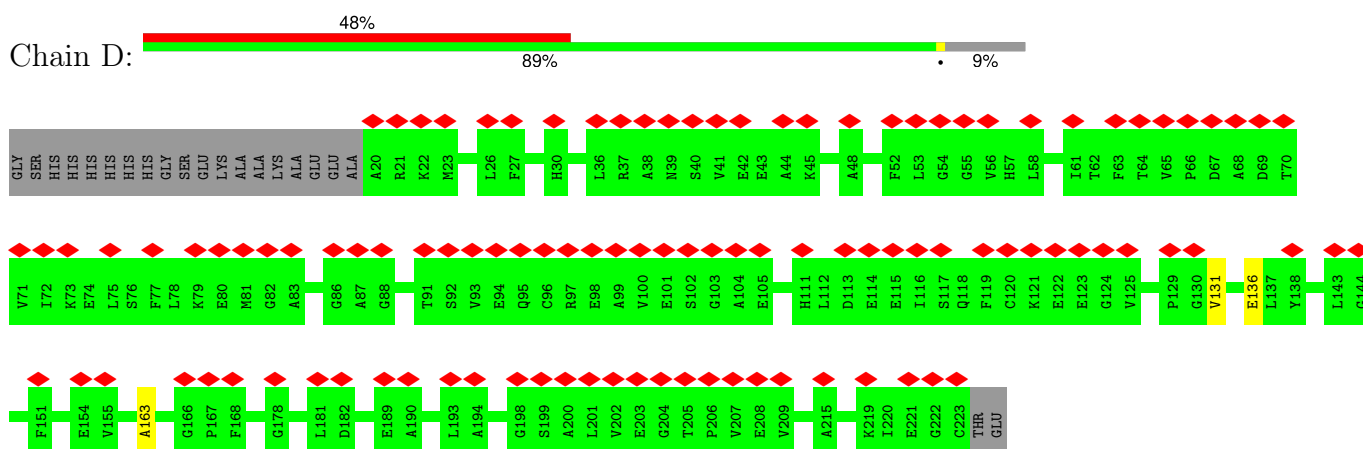 48%
Chain D:
89%
•
9%
GLY SER HIS HIS HIS HIS HIS HIS GLY SER GLU LYS ALA ALA LYS ALA GLU GLU ALA A20 R21 K22 M23 L26 F27 H30 L36 R37 A38 N39 S40 V41 E42 E43 A44 K45 A48 F52 L53 G54 G55 V56 H57 L58 I61 T62 F63 T64 V65 P66 D67 A68 D69 T70
V71 I72 K73 E74 L75 S76 F77 L78 K79 E80 M81 G82 A83 G86 A87 G88 T91 S92 V93 E94 Q95 C96 R97 E98 A99 V100 E101 S102 G103 A104 E105 H111 L112 D113 E114 E115 I116 S117 Q118 F119 C120 K121 E122 E123 G124 V125 P129 G130 V131 E136 L137 Y138 L143 G144
F151 E154 V155 A163 G166 P167 F168 G178 L181 D182 E189 A190 L193 A194 G198 S199 A200 L201 V202 E203 G204 T205 P206 V207 E208 V209 A215 K219 I220 E221 G222 C223 THR GLU